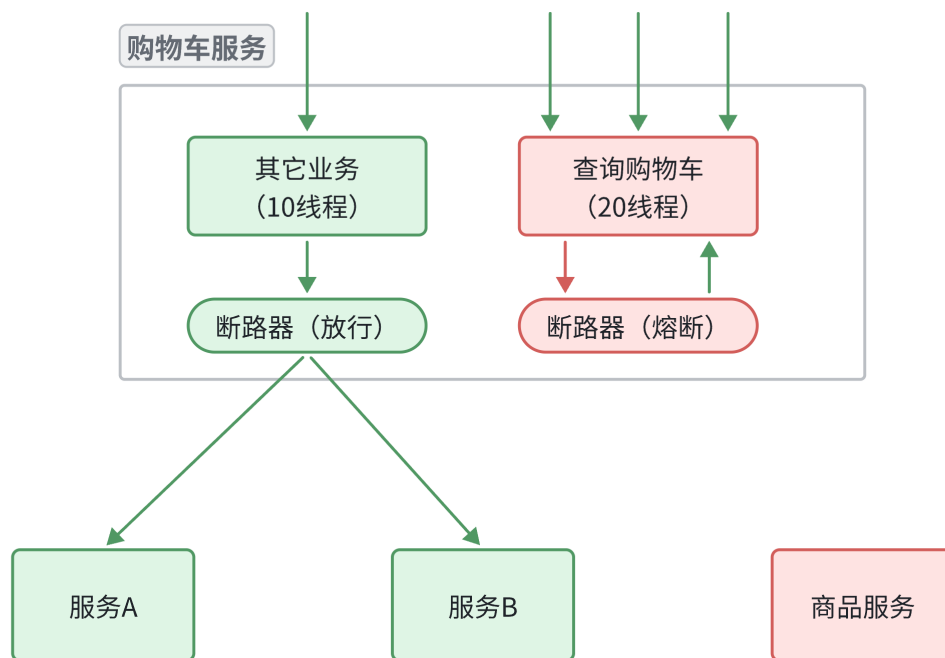 购物车服务
其它业务
（10线程）
查询购物车
（20线程）
断路器（放行）
断路器（熔断）
服务A
服务B
商品服务